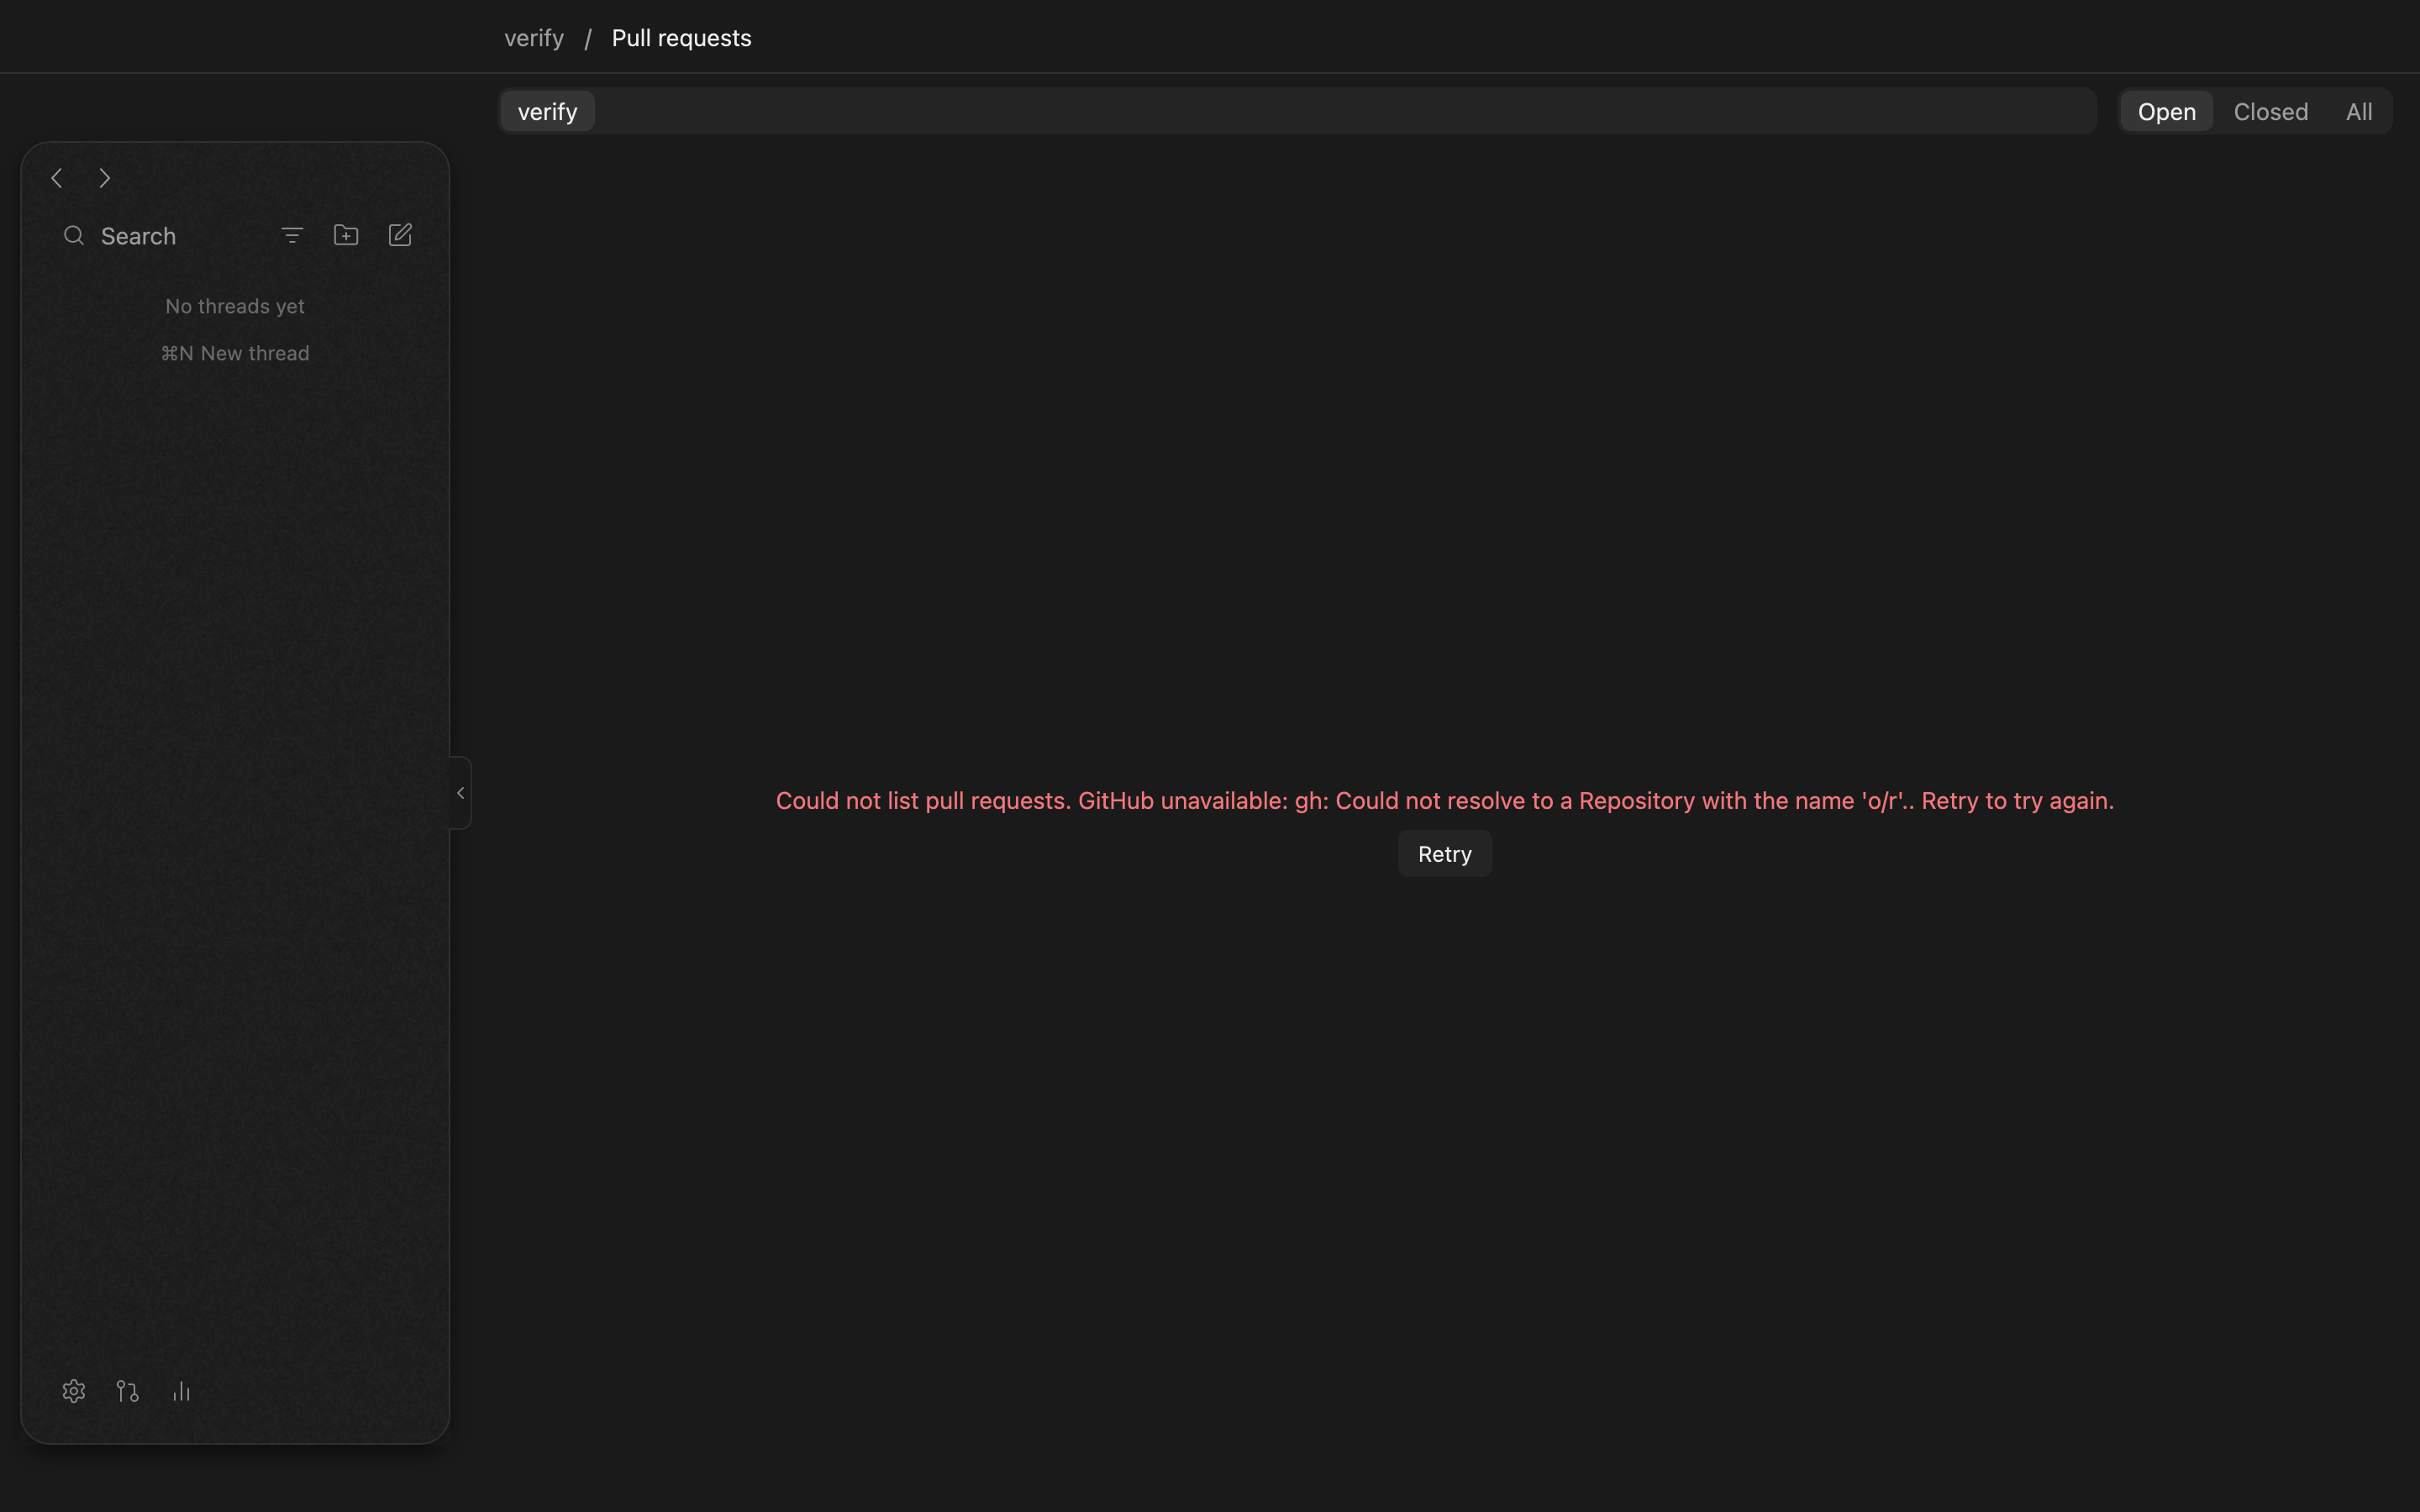 verify / Pull requests
verify
Open Closed All
Search
No threads yet
⌘N New thread
Could not list pull requests. GitHub unavailable: gh: Could not resolve to a Repository with the name 'o/r'.. Retry to try again.
Retry